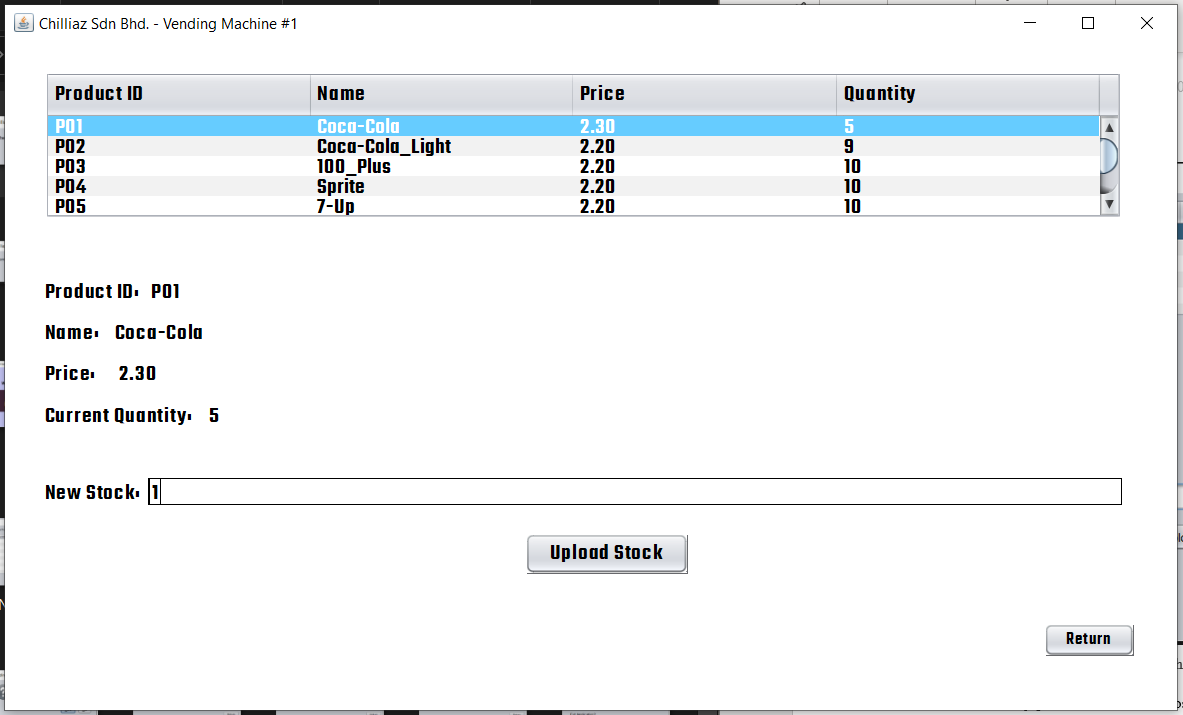 Chilliaz Sdn Bhd. - Vending Machine #1
Product ID Name Price Quantity
P01 Coca-Cola 2.30 5
P02 Coca-Cola_Light 2.20 9
P03 100_Plus 2.20 10
P04 Sprite 2.20 10
P05 7-Up 2.20 10
Product ID: P01
Name: Coca-Cola
Price: 2.30
Current Quantity: 5
New Stock: 1
Upload Stock
Return